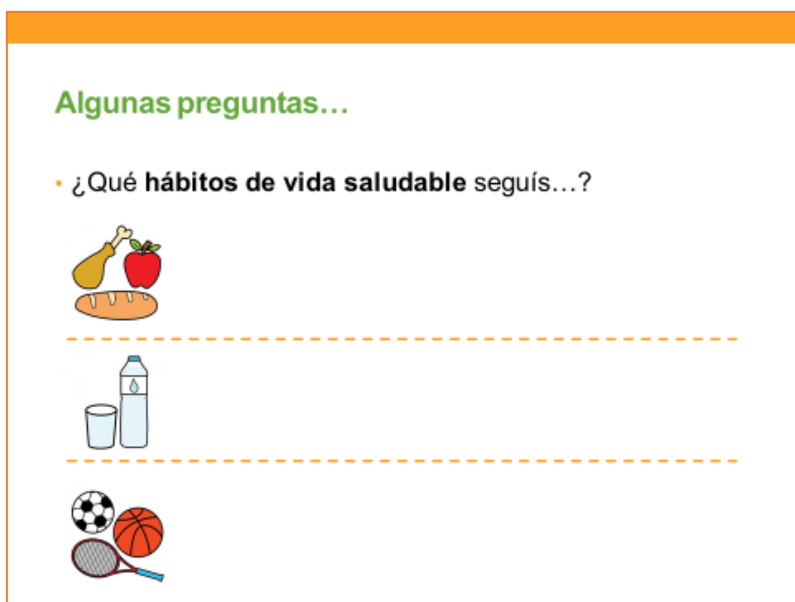 Algunas preguntas…
• ¿Qué hábitos de vida saludable seguís…?